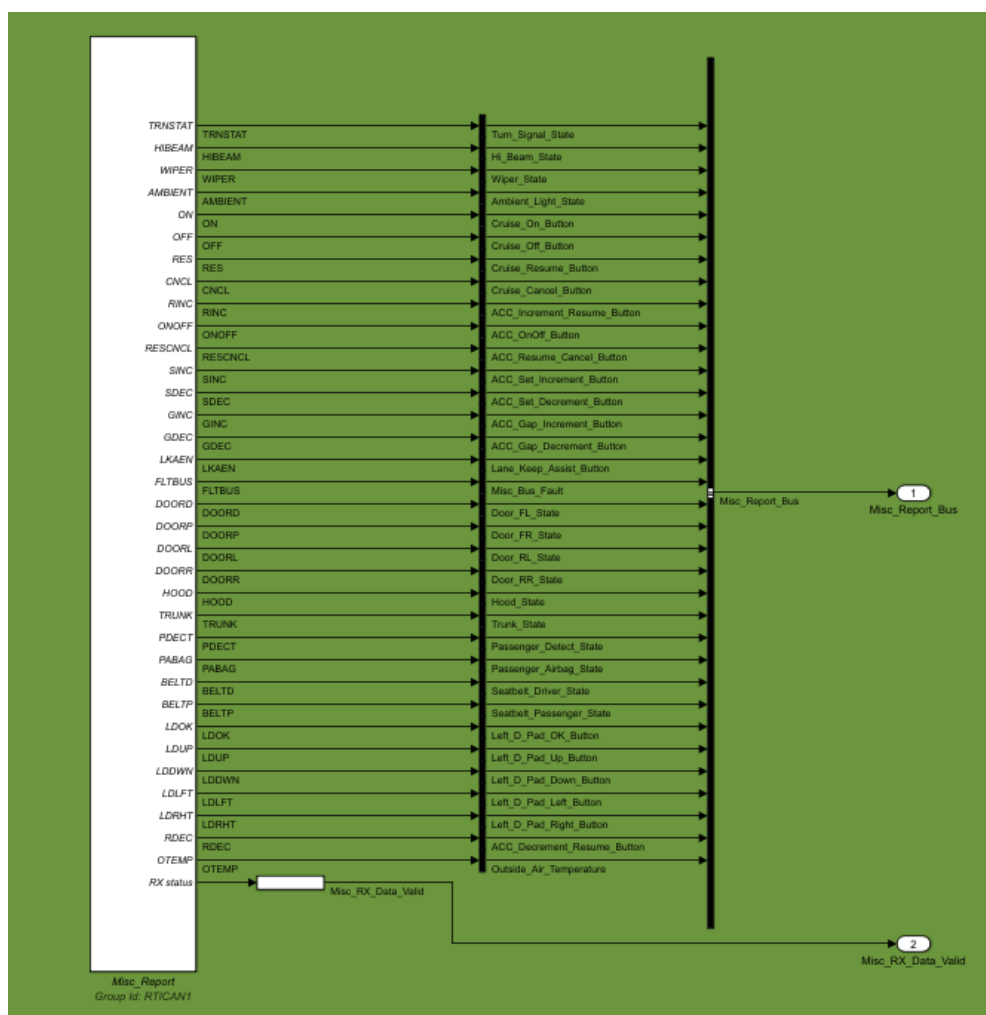 TRNSTAT TRNSTAT Turn_Signal_State
HIBEAM HIBEAM Hi_Beam_State
WIPER WIPER Wiper_State
AMBIENT AMBIENT Ambient_Light_State
ON ON Cruise_On_Button
OFF OFF Cruise_Off_Button
RES RES Cruise_Resume_Button
CNCL CNCL Cruise_Cancel_Button
RINC RINC ACC_Increment_Resume_Button
ONOFF ONOFF ACC_OnOff_Button
RESCNCL RESCNCL ACC_Resume_Cancel_Button
SINC SINC ACC_Set_Increment_Button
SDEC SDEC ACC_Set_Decrement_Button
GINC GINC ACC_Gap_Increment_Button
GDEC GDEC ACC_Gap_Decrement_Button
LKAEN LKAEN Lane_Keep_Assist_Button
FLTBUS FLTBUS Misc_Bus_Fault
1
Misc_Report_Bus Misc_Report_Bus
DOORD DOORD Door_FL_State
DOORP DOORP Door_FR_State
DOORL DOORL Door_RL_State
DOORR DOORR Door_RR_State
HOOD HOOD Hood_State
TRUNK TRUNK Trunk_State
PDECT PDECT Passenger_Detect_State
PABAG PABAG Passenger_Airbag_State
BELTD BELTD Seatbelt_Driver_State
BELTP BELTP Seatbelt_Passenger_State
LDOK LDOK Left_D_Pad_OK_Button
LDUP LDUP Left_D_Pad_Up_Button
LDDWN LDDWN Left_D_Pad_Down_Button
LDLFT LDLFT Left_D_Pad_Left_Button
LDRHT LDRHT Left_D_Pad_Right_Button
RDEC RDEC ACC_Decrement_Resume_Button
OTEMP OTEMP Outside_Air_Temperature
RX status Misc_RX_Data_Valid
2
Misc_RX_Data_Valid
Misc_Report
Group Id: RTICAN1